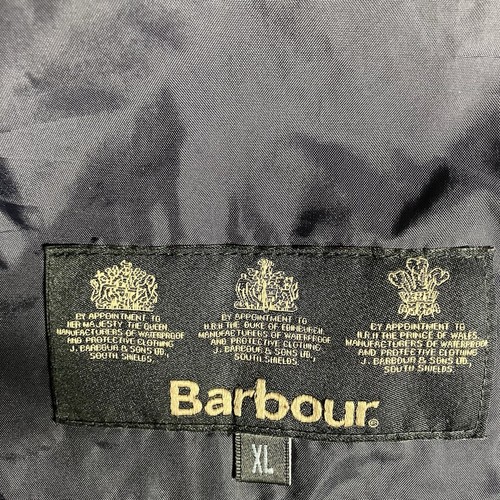 BY APPOINTMENT TO
HER MAJESTY THE QUEEN
MANUFACTURERS OF WATERPROOF
AND PROTECTIVE CLOTHING,
J. BARBOUR & SONS LTD,
SOUTH SHIELDS.
BY APPOINTMENT TO
H.R.H THE DUKE OF EDINBURGH,
MANUFACTURERS OF WATERPROOF
AND PROTECTIVE CLOTHING
J. BARBOUR & SONS LTD.
SOUTH SHIELDS.
BY APPOINTMENT TO
H.R.H THE PRINCE OF WALES,
MANUFACTURERS OF WATERPROOF
AND PROTECTIVE CLOTHING
J. BARBOUR & SONS LTD,
SOUTH SHIELDS.
Barbour®
XL